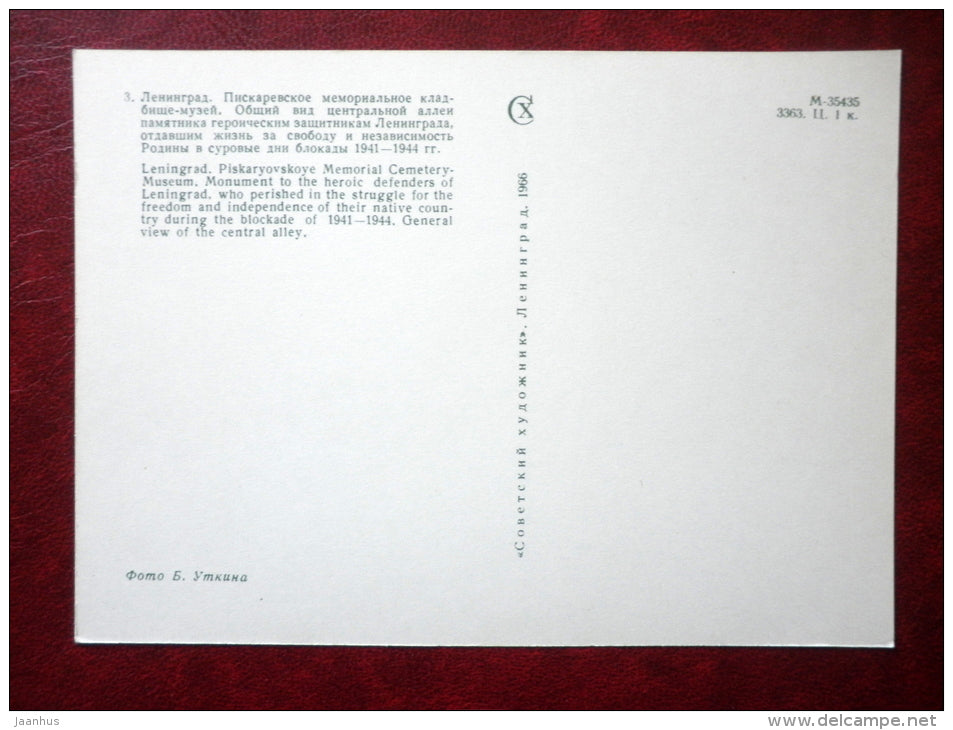 3. Ленинград. Пискаревское мемориальное клад-
бище-музей. Общий вид центральной аллеи
памятника героическим защитникам Ленинграда,
отдавшим жизнь за свободу и независимость
Родины в суровые дни блокады 1941—1944 гг.
Leningrad. Piskaryovskoye Memorial Cemetery-
Museum. Monument to the heroic defenders of
Leningrad, who perished in the struggle for the
freedom and independence of their native coun-
try during the blockade of 1941—1944. General
view of the central alley.
Фото Б. Уткина
СХ
«Советский художник». Ленинград. 1966
М-35435
3363. Ц. 1 к.
jaanhus
www.delcampe.net